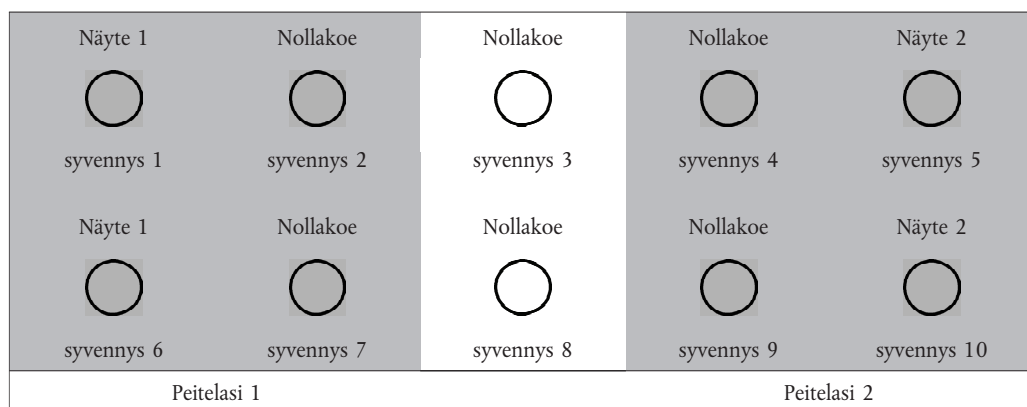 Näyte 1 Nollakoe Nollakoe Nollakoe Näyte 2
syvennys 1 syvennys 2 syvennys 3 syvennys 4 syvennys 5
Näyte 1 Nollakoe Nollakoe Nollakoe Näyte 2
syvennys 6 syvennys 7 syvennys 8 syvennys 9 syvennys 10
Peitelasi 1 Peitelasi 2